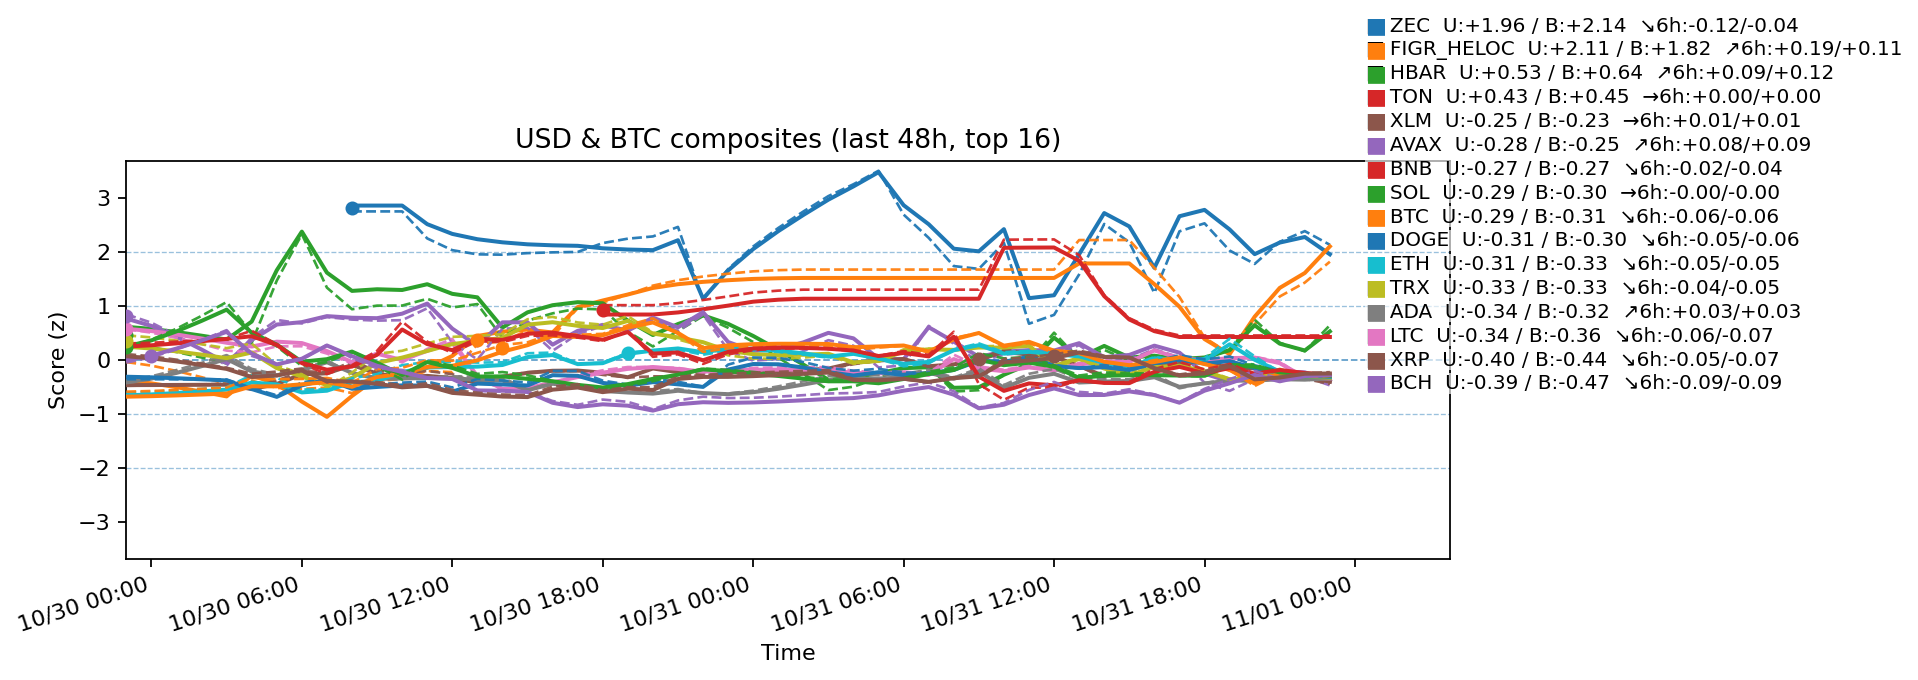 ZEC U:+1.96 / B:+2.14 ↘6h:-0.12/-0.04
FIGR_HELOC U:+2.11 / B:+1.82 ↗6h:+0.19/+0.11
HBAR U:+0.53 / B:+0.64 ↗6h:+0.09/+0.12
TON U:+0.43 / B:+0.45 →6h:+0.00/+0.00
XLM U:-0.25 / B:-0.23 →6h:+0.01/+0.01
AVAX U:-0.28 / B:-0.25 ↗6h:+0.08/+0.09
BNB U:-0.27 / B:-0.27 ↘6h:-0.02/-0.04
SOL U:-0.29 / B:-0.30 →6h:-0.00/-0.00
BTC U:-0.29 / B:-0.31 ↘6h:-0.06/-0.06
DOGE U:-0.31 / B:-0.30 ↘6h:-0.05/-0.06
ETH U:-0.31 / B:-0.33 ↘6h:-0.05/-0.05
TRX U:-0.33 / B:-0.33 ↘6h:-0.04/-0.05
ADA U:-0.34 / B:-0.32 ↗6h:+0.03/+0.03
LTC U:-0.34 / B:-0.36 ↘6h:-0.06/-0.07
XRP U:-0.40 / B:-0.44 ↘6h:-0.05/-0.07
BCH U:-0.39 / B:-0.47 ↘6h:-0.09/-0.09
USD & BTC composites (last 48h, top 16)
Score (z)
3
2
1
0
−1
−2
−3
10/30 00:00
10/30 06:00
10/30 12:00
10/30 18:00
10/31 00:00
10/31 06:00
10/31 12:00
10/31 18:00
11/01 00:00
Time